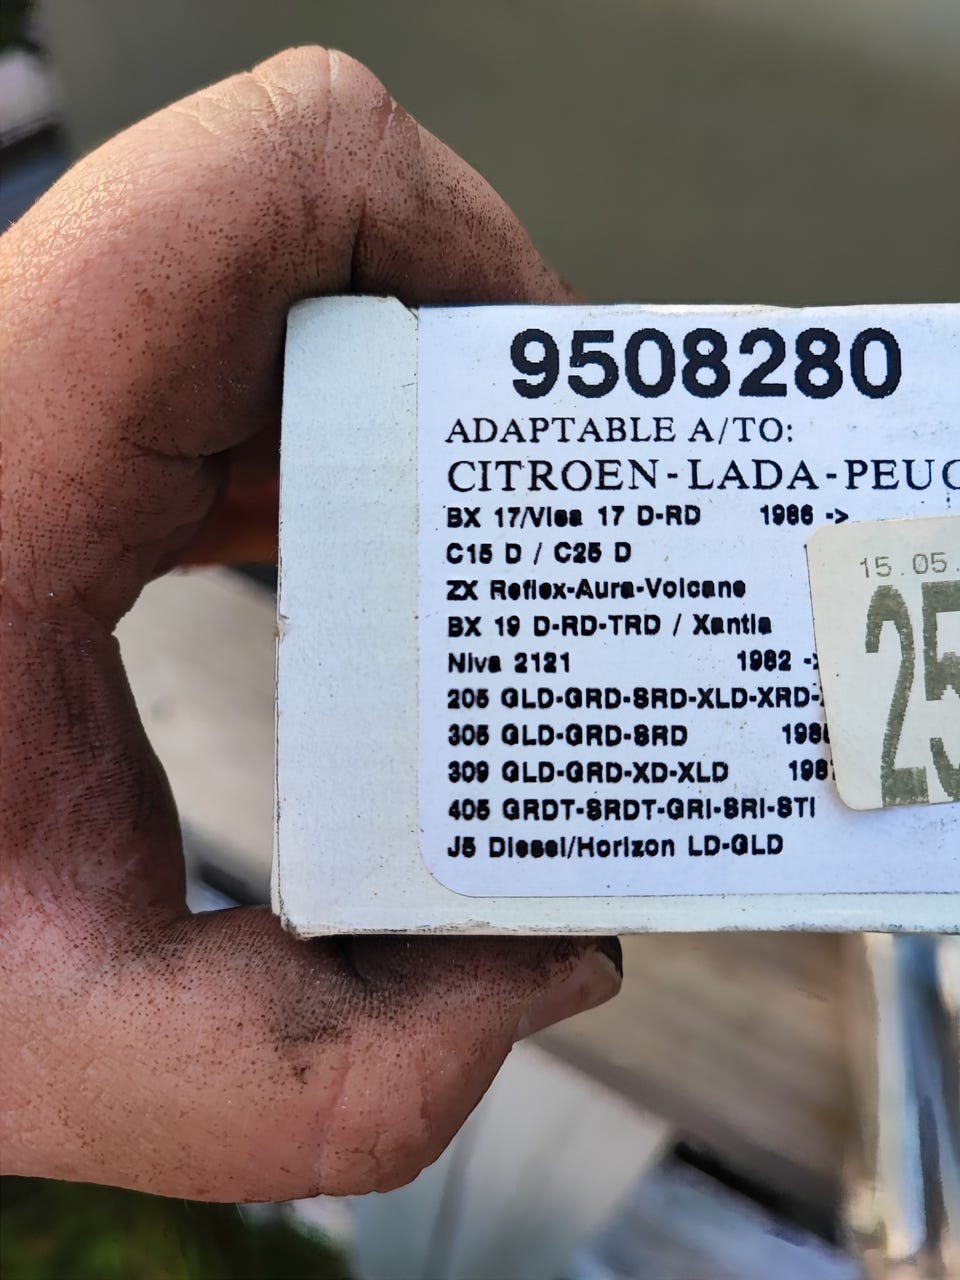 9508280
ADAPTABLE A/TO:
CITROEN-LADA-PEUG
BX 17/Visa 17 D-RD 1986 ->
C15 D / C25 D
ZX Reflex-Aura-Volcane
BX 19 D-RD-TRD / Xantia
Niva 2121 1982 ->
205 GLD-GRD-SRD-XLD-XRD-
305 GLD-GRD-SRD 198
309 GLD-GRD-XD-XLD 198
405 GRDT-SRDT-GRI-SRI-STI
J5 Diesel/Horizon LD-GLD
15.05.
25